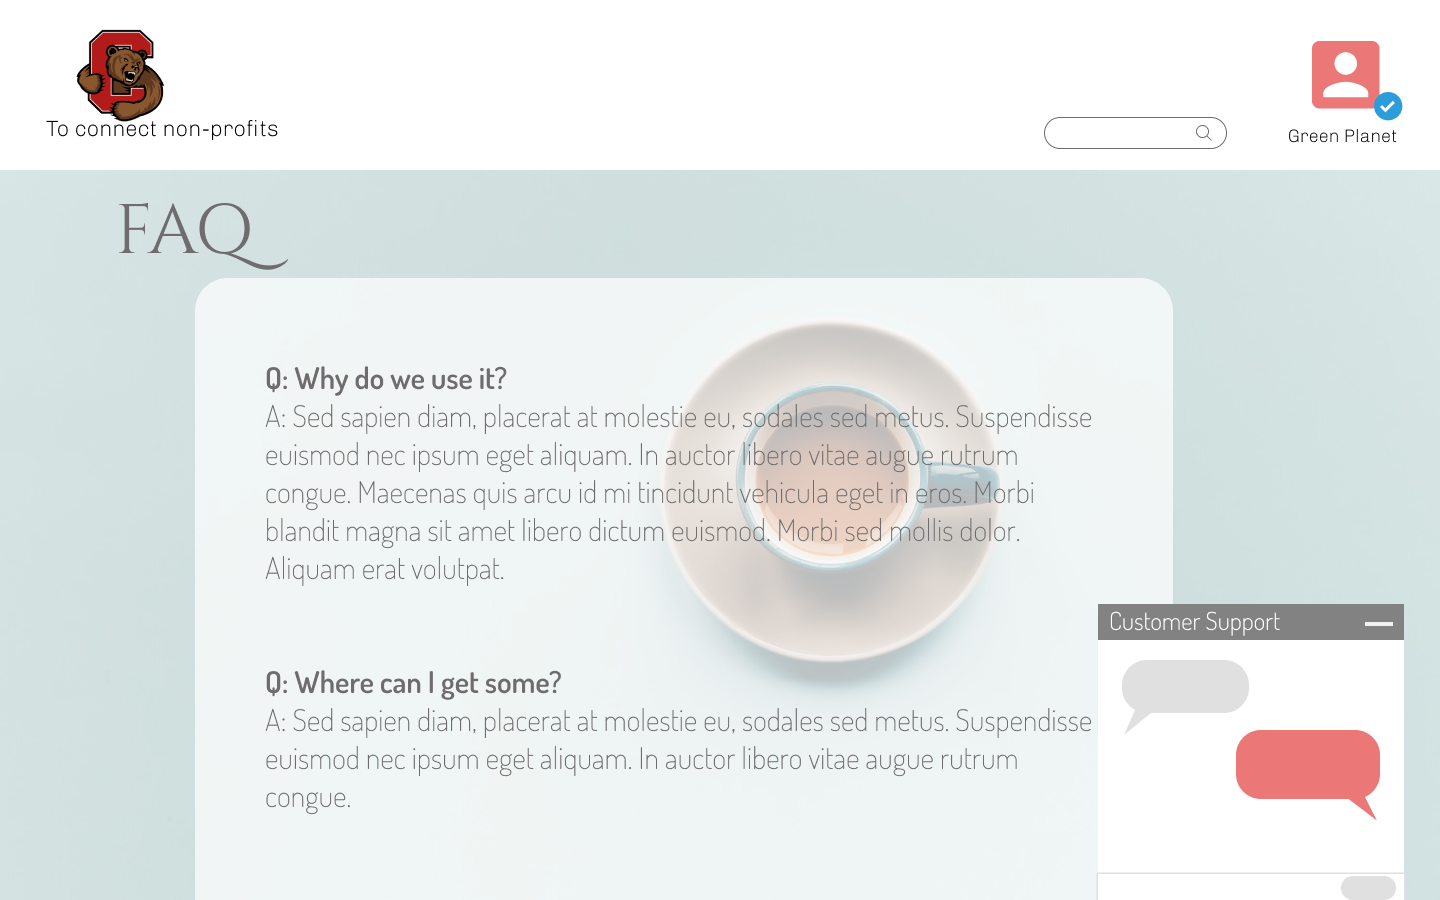 To connect non-profits
Green Planet
FAQ
Q: Why do we use it?
A: Sed sapien diam, placerat at molestie eu, sodales sed metus. Suspendisse
euismod nec ipsum eget aliquam. In auctor libero vitae augue rutrum
congue. Maecenas quis arcu id mi tincidunt vehicula eget in eros. Morbi
blandit magna sit amet libero dictum euismod. Morbi sed mollis dolor.
Aliquam erat volutpat.
Q: Where can I get some?
A: Sed sapien diam, placerat at molestie eu, sodales sed metus. Suspendisse
euismod nec ipsum eget aliquam. In auctor libero vitae augue rutrum
congue.
Customer Support